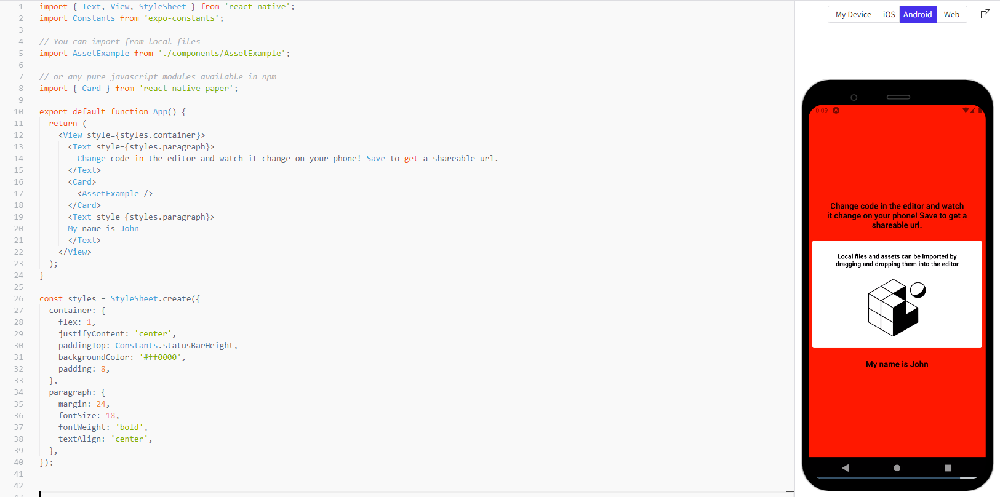 1 import { Text, View, StyleSheet } from 'react-native';
2 import Constants from 'expo-constants';
3
4 // You can import from local files
5 import AssetExample from './components/AssetExample';
6
7 // or any pure javascript modules available in npm
8 import { Card } from 'react-native-paper';
9
10 export default function App() {
11   return (
12     <View style={styles.container}>
13       <Text style={styles.paragraph}>
14         Change code in the editor and watch it change on your phone! Save to get a shareable url.
15       </Text>
16       <Card>
17         <AssetExample />
18       </Card>
19       <Text style={styles.paragraph}>
20       My name is John
21       </Text>
22     </View>
23   );
24 }
25
26 const styles = StyleSheet.create({
27   container: {
28     flex: 1,
29     justifyContent: 'center',
30     paddingTop: Constants.statusBarHeight,
31     backgroundColor: '#ff0000',
32     padding: 8,
33   },
34   paragraph: {
35     margin: 24,
36     fontSize: 18,
37     fontWeight: 'bold',
38     textAlign: 'center',
39   },
40 });
41
42
43
My Device iOS Android Web
10:09
Change code in the editor and watch
it change on your phone! Save to get a
shareable url.
Local files and assets can be imported by
dragging and dropping them into the editor
My name is John